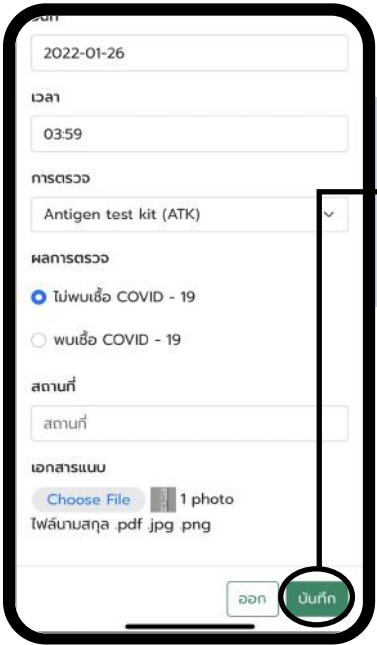 วันที่
2022-01-26
เวลา
03:59
การตรวจ
Antigen test kit (ATK)
ผลการตรวจ
ไม่พบเชื้อ COVID - 19
พบเชื้อ COVID - 19
สถานที่
สถานที่
เอกสารแนบ
Choose File 1 photo
ไฟล์นามสกุล .pdf .jpg .png
ออก บันทึก